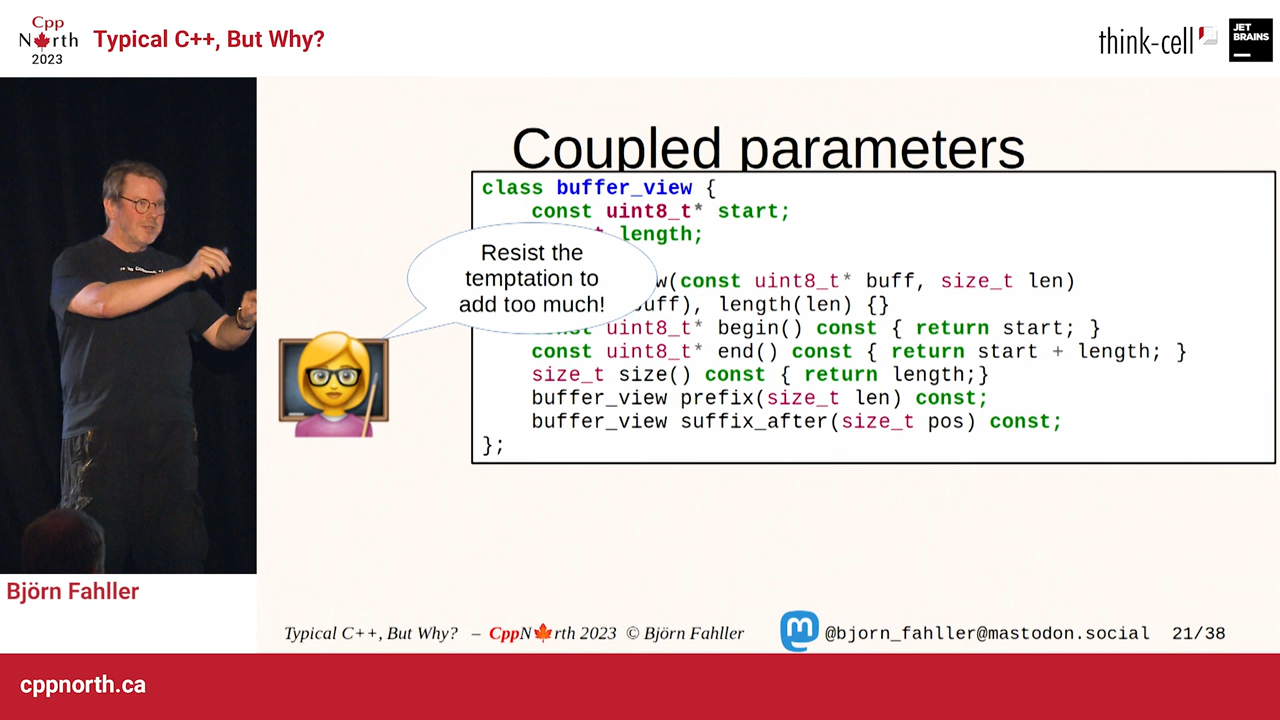 Cpp
North
2023
Typical C++, But Why?
think-cell
JET
BRAINS
Coupled parameters
class buffer_view {
const uint8_t* start;
t length;
Resist the
temptation to
add too much!
w(const uint8_t* buff, size_t len)
uff), length(len) {}
const uint8_t* begin() const { return start; }
const uint8_t* end() const { return start + length; }
size_t size() const { return length;}
buffer_view prefix(size_t len) const;
buffer_view suffix_after(size_t pos) const;
};
Björn Fahller
Typical C++, But Why? – CppNorth 2023 © Björn Fahller
@bjorn_fahller@mastodon.social 21/38
cppnorth.ca